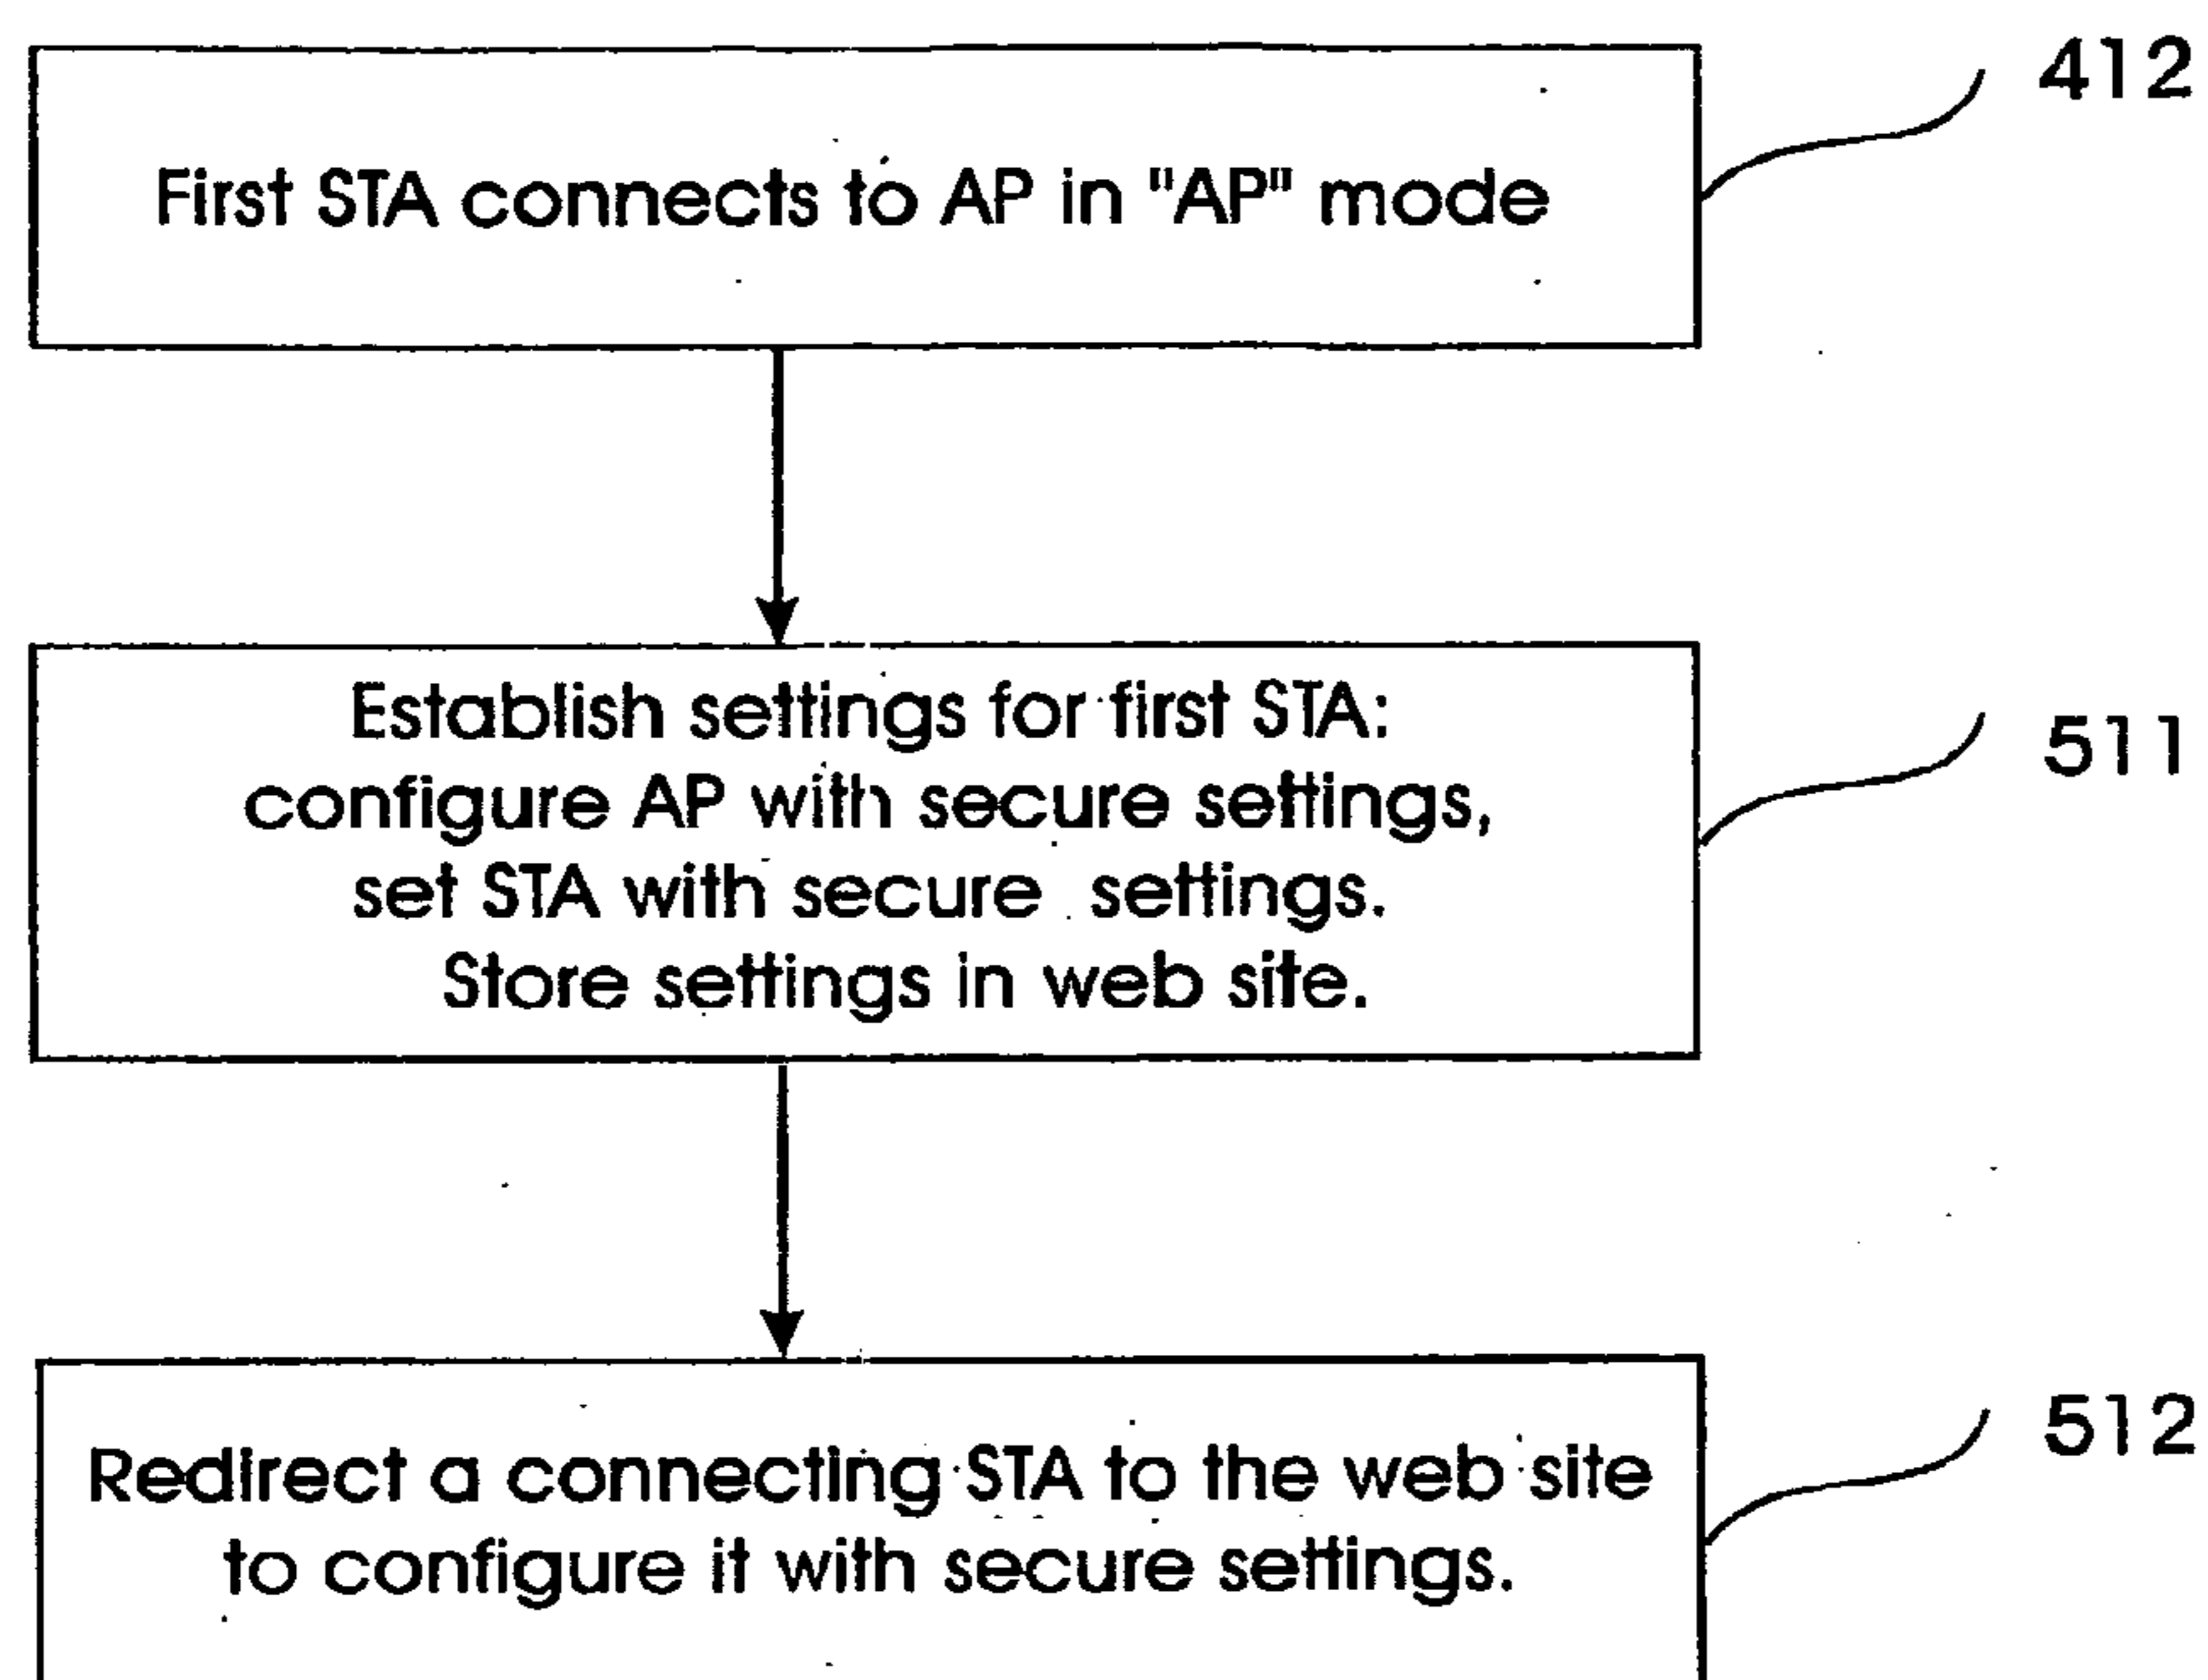 412
First STA connects to AP in "AP" mode
511
Establish settings for first STA:
configure AP with secure settings,
set STA with secure settings.
Store settings in web site.
512
Redirect a connecting STA to the web site
to configure it with secure settings.